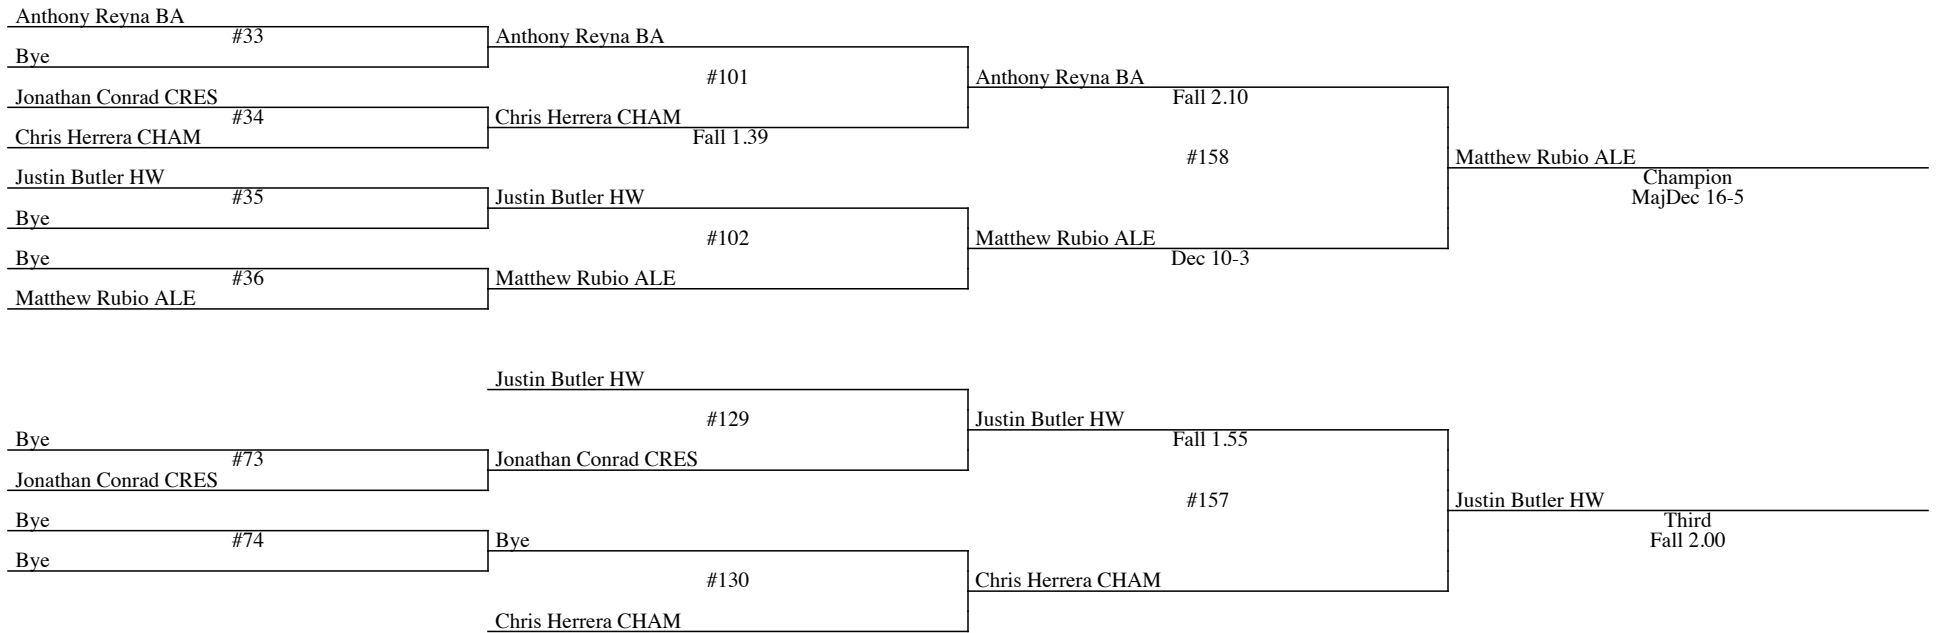 Anthony Reyna BA
#33
Anthony Reyna BA
Bye
#101
Anthony Reyna BA
Jonathan Conrad CRES
Fall 2.10
#34
Chris Herrera CHAM
Chris Herrera CHAM
Fall 1.39
#158
Matthew Rubio ALE
Justin Butler HW
Champion
#35
Justin Butler HW
MajDec 16-5
Bye
#102
Matthew Rubio ALE
Bye
Dec 10-3
#36
Matthew Rubio ALE
Matthew Rubio ALE
Justin Butler HW
#129
Justin Butler HW
Bye
Fall 1.55
#73
Jonathan Conrad CRES
Jonathan Conrad CRES
#157
Justin Butler HW
Bye
Third
#74
Bye
Fall 2.00
Bye
#130
Chris Herrera CHAM
Chris Herrera CHAM